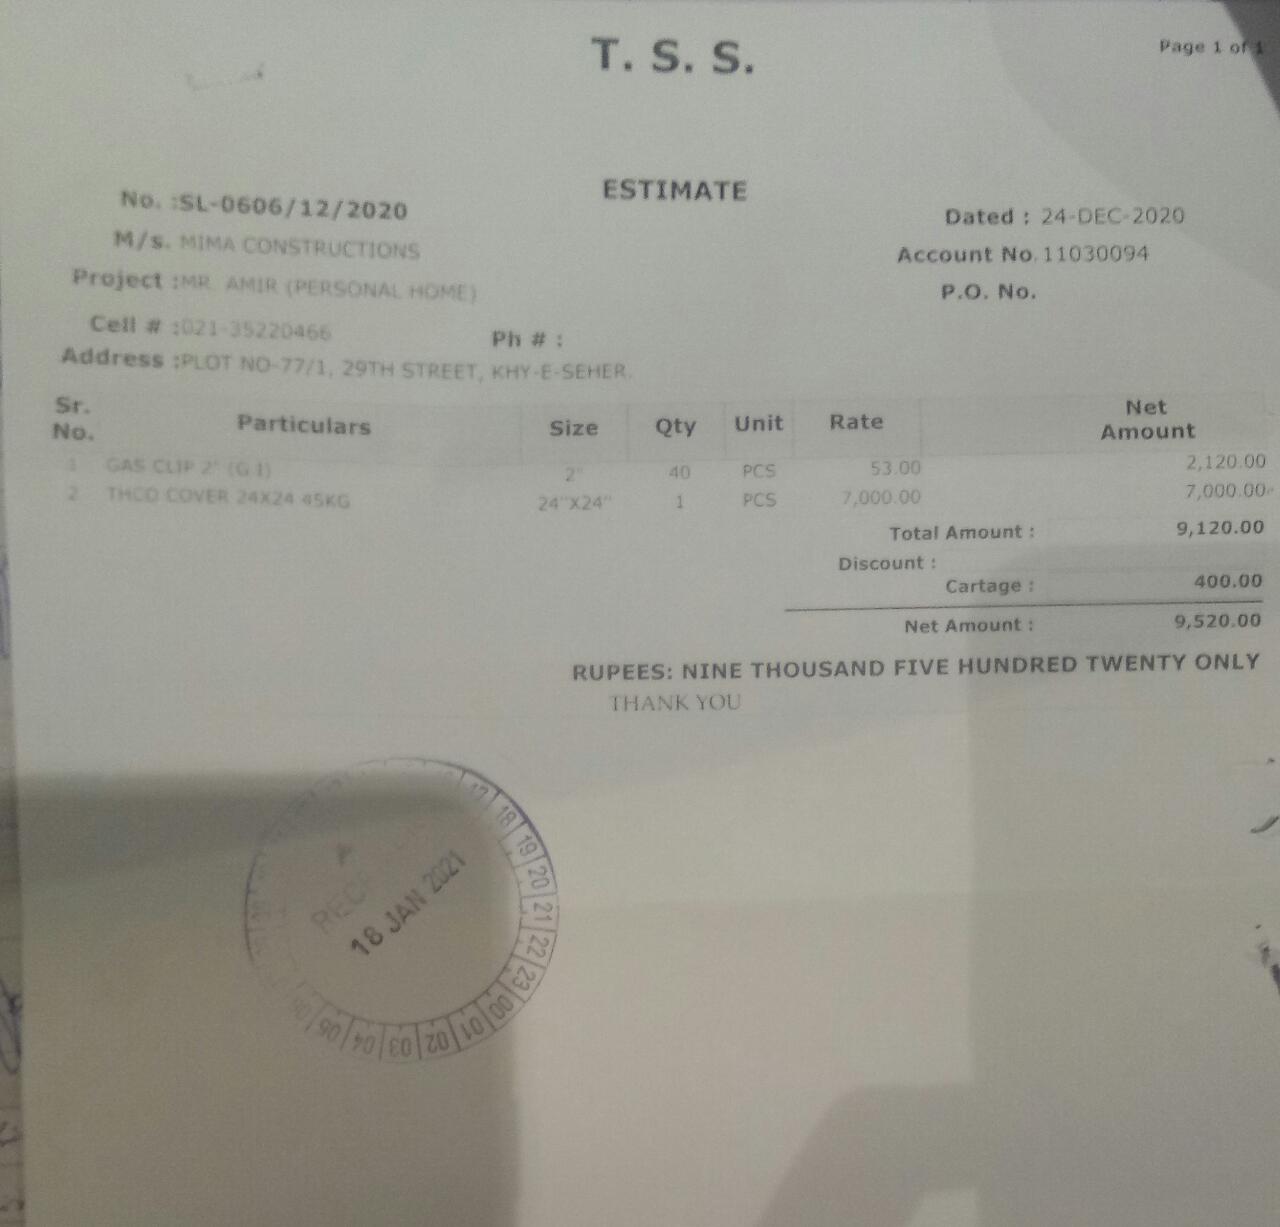 T. S. S.
Page 1 of 1
ESTIMATE
No. :SL-0606/12/2020
Dated : 24-DEC-2020
M/s. MIMA CONSTRUCTIONS
Account No. 11030094
Project :MR. AMIR (PERSONAL HOME)
P.O. No.
Cell # :021-35220466 Ph # :
Address :PLOT NO-77/1, 29TH STREET, KHY-E-SEHER.
Sr. No. Particulars Size Qty Unit Rate Net Amount
1 GAS CLIP 2" (G.I) 2" 40 PCS 53.00 2,120.00
2 THCO COVER 24X24 45KG 24"X24" 1 PCS 7,000.00 7,000.00
Total Amount : 9,120.00
Discount :
Cartage : 400.00
Net Amount : 9,520.00
RUPEES: NINE THOUSAND FIVE HUNDRED TWENTY ONLY
THANK YOU
18 JAN 2021
17 18 19 20 21 22 23 00 01 02 03 04 05